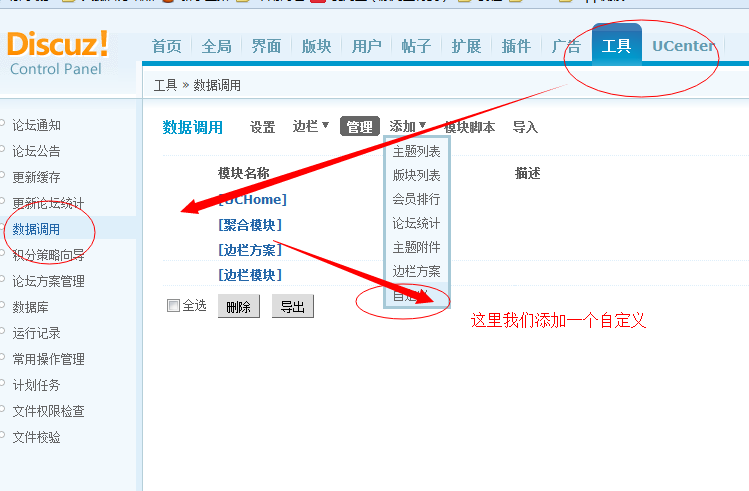 Discuz!
Control Panel
首页 全局 界面 版块 用户 帖子 扩展 插件 广告 工具 UCenter
工具 » 数据调用
论坛通知
论坛公告
更新缓存
更新论坛统计
数据调用
积分策略向导
论坛方案管理
数据库
运行记录
常用操作管理
计划任务
文件权限检查
文件校验
数据调用 设置 边栏 管理 添加 模块脚本 导入
主题列表
版块列表
会员排行
论坛统计
主题附件
边栏方案
自定义
模块名称 描述
[UCHome]
[聚合模块]
[边栏方案]
[边栏模块]
全选 删除 导出
这里我们添加一个自定义